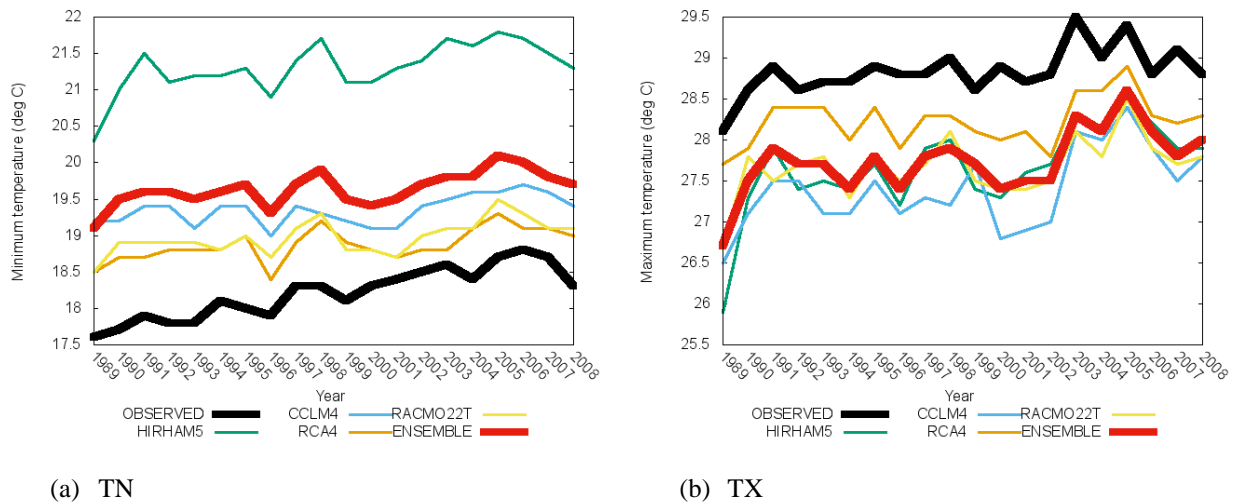 22
21.5
21
20.5
20
19.5
19
18.5
18
17.5
Minimum temperature (deg C)
1989 1990 1991 1992 1993 1994 1995 1996 1997 1998 1999 2000 2001 2002 2003 2004 2005 2006 2007 2008
Year
OBSERVED CCLM4 RACMO22T
HIRHAM5 RCA4 ENSEMBLE
(a) TN
29.5
29
28.5
28
27.5
27
26.5
26
25.5
Maximum temperature (deg C)
1989 1990 1991 1992 1993 1994 1995 1996 1997 1998 1999 2000 2001 2002 2003 2004 2005 2006 2007 2008
Year
OBSERVED CCLM4 RACMO22T
HIRHAM5 RCA4 ENSEMBLE
(b) TX